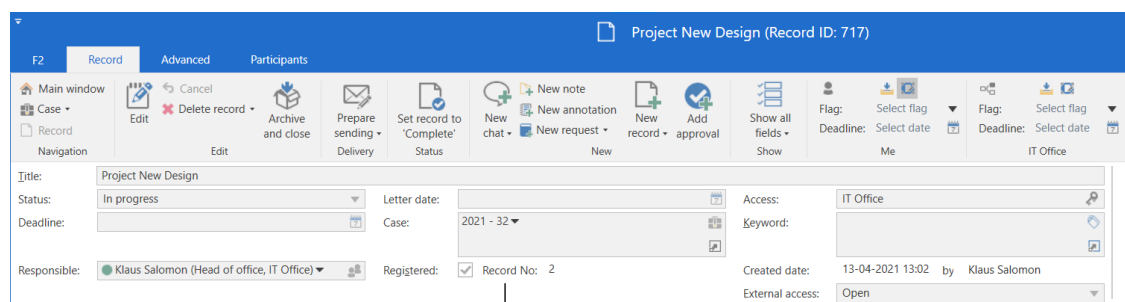 Project New Design (Record ID: 717)
F2 Record Advanced Participants
Main window
Case
Record
Navigation
Edit
Cancel
Delete record
Archive
and close
Edit
Prepare
sending
Delivery
Set record to
'Complete'
Status
New
chat
New note
New annotation
New request
New
record
Add
approval
New
Show all
fields
Show
Flag: Select flag
Deadline: Select date
Me
Flag: Select flag
Deadline: Select date
IT Office
Title: Project New Design
Status: In progress Letter date: Access: IT Office
Deadline: Case: 2021 - 32 Keyword:
Responsible: Klaus Salomon (Head of office, IT Office) Registered: Record No: 2 Created date: 13-04-2021 13:02 by Klaus Salomon
External access: Open